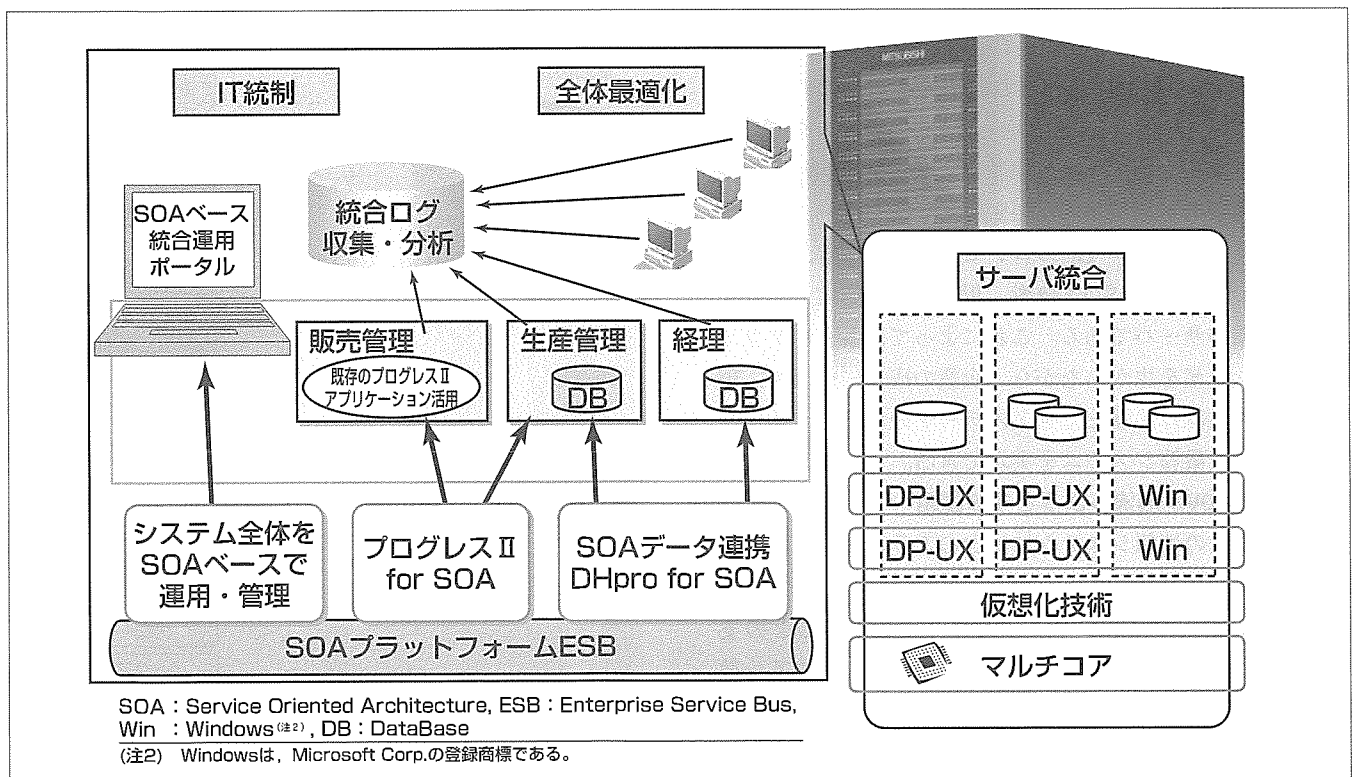 MITSUBISHI
IT統制
全体最適化
SOAベース
統合運用
ポータル
統合ログ
収集・分析
販売管理
既存のプログレスⅡ
アプリケーション活用
生産管理
DB
経理
DB
システム全体を
SOAベースで
運用・管理
プログレスⅡ
for SOA
SOAデータ連携
DHpro for SOA
SOAプラットフォームESB
サーバ統合
DP-UX DP-UX Win
DP-UX DP-UX Win
仮想化技術
マルチコア
SOA：Service Oriented Architecture, ESB：Enterprise Service Bus,
Win ：Windows(注2), DB：DataBase
(注2) Windowsは，Microsoft Corp.の登録商標である。